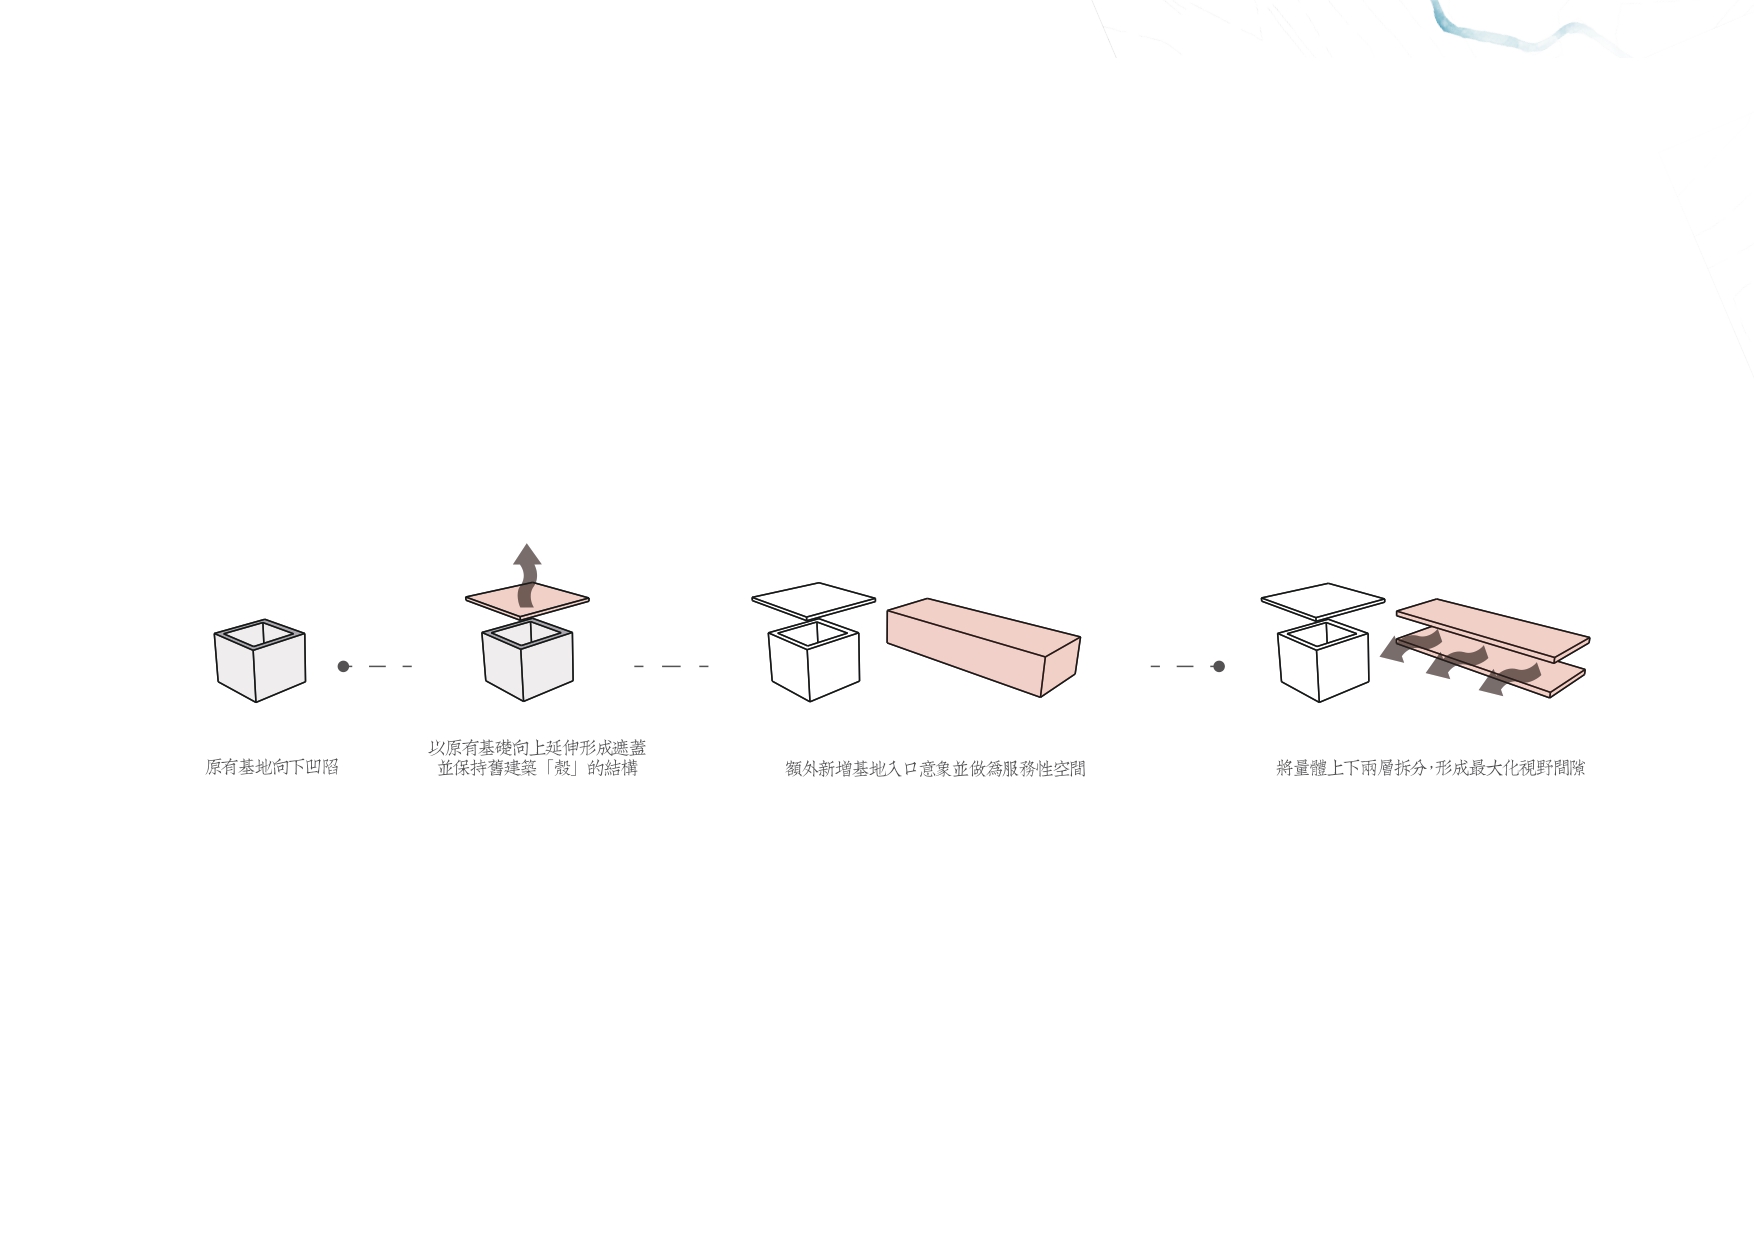 原有基地向下凹陷
以原有基礎向上延伸形成遮蓋
並保持舊建築「殼」的結構
額外新增基地入口意象並做為服務性空間
將量體上下兩層拆分，形成最大化視野間隙